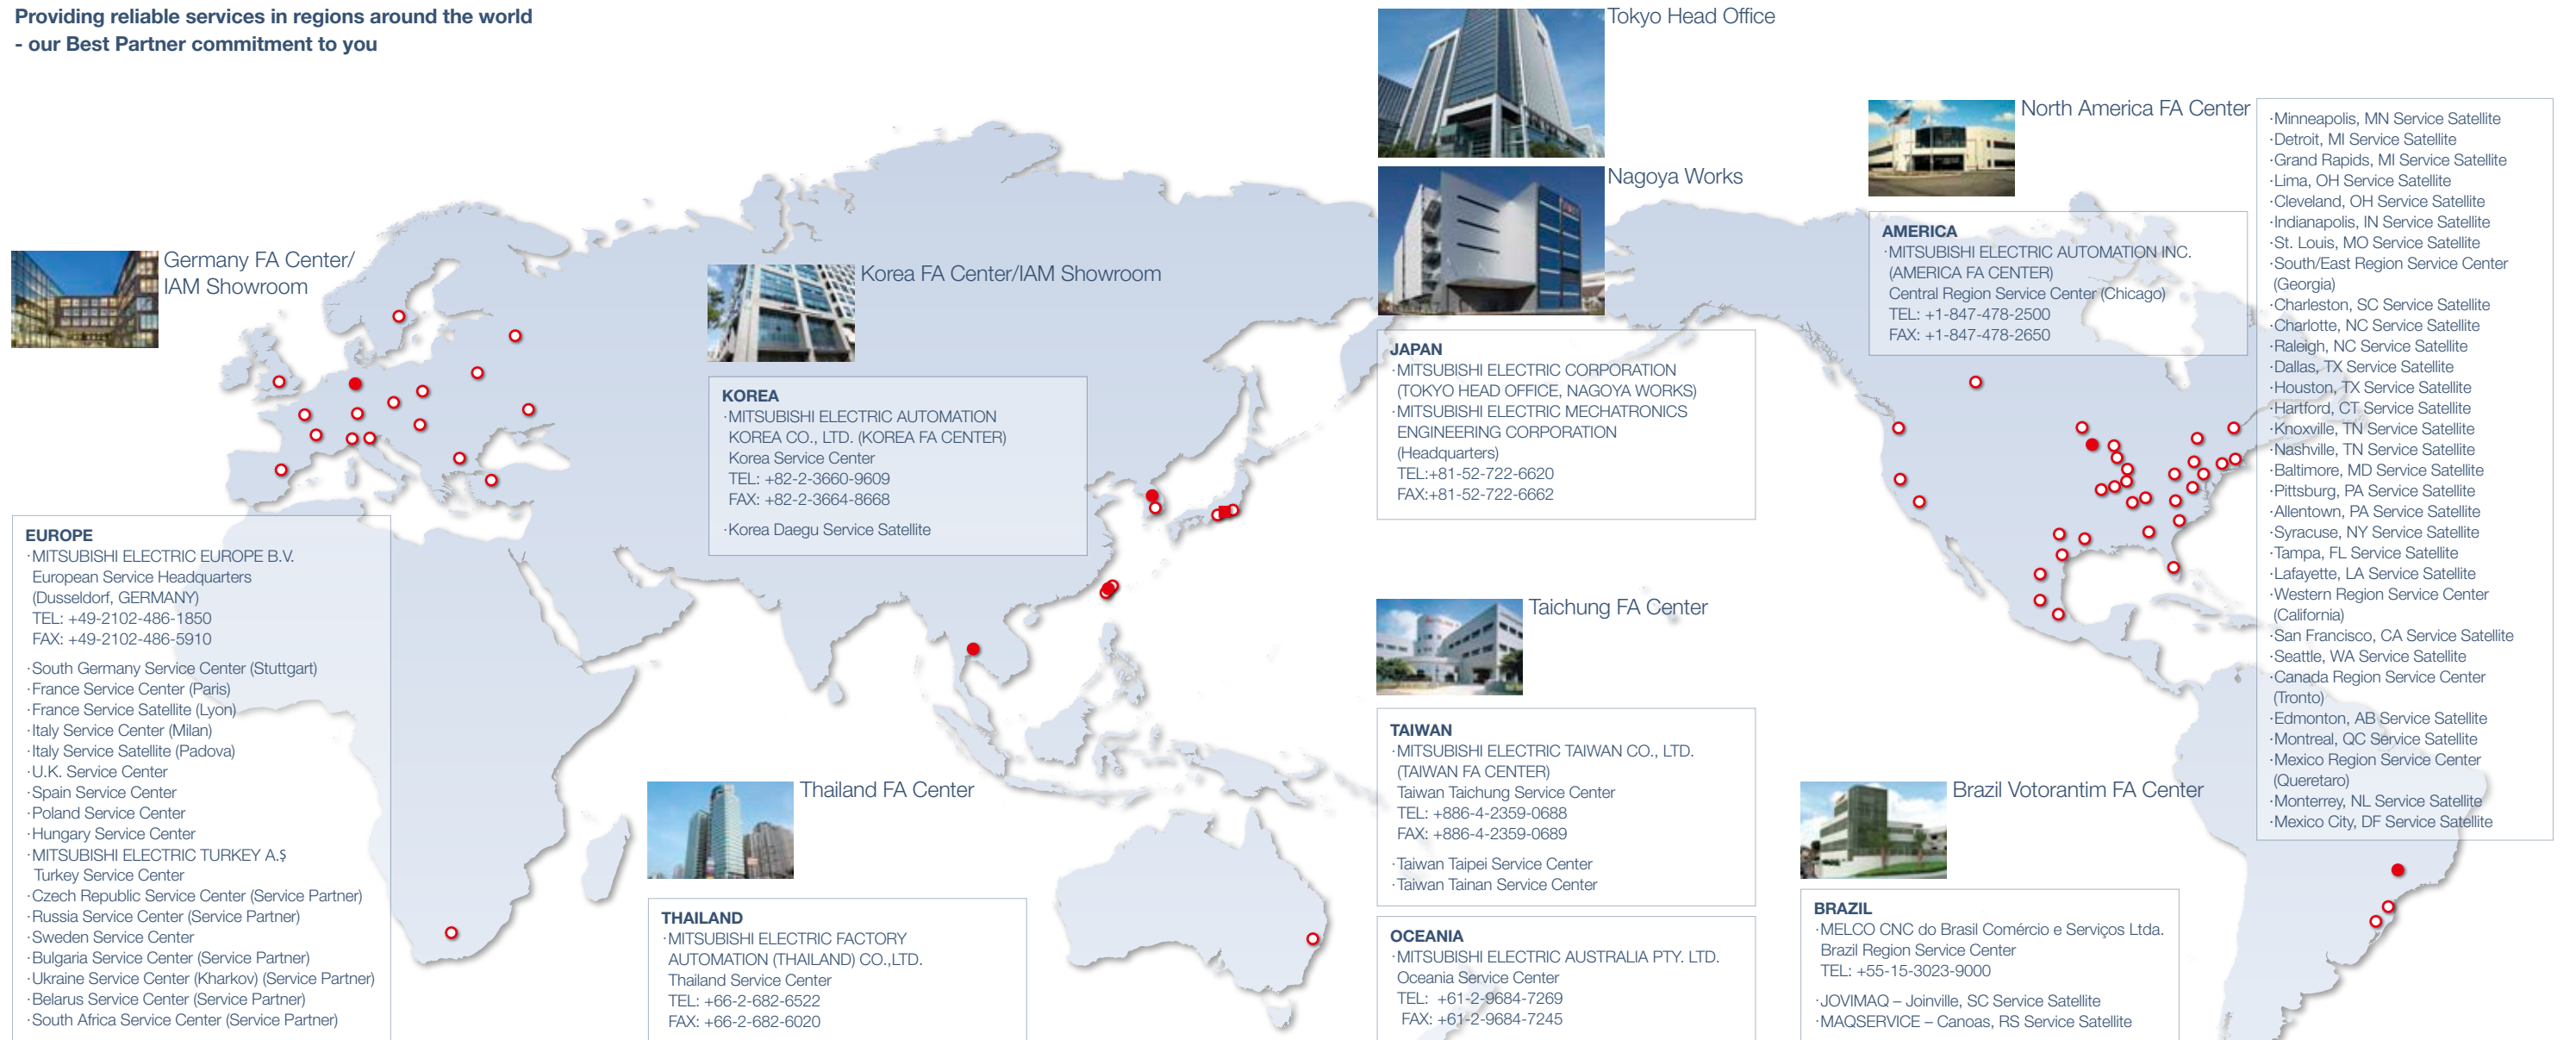 Providing reliable services in regions around the world
- our Best Partner commitment to you
Tokyo Head Office
Nagoya Works
North America FA Center
Germany FA Center/
IAM Showroom
Korea FA Center/IAM Showroom
EUROPE
·MITSUBISHI ELECTRIC EUROPE B.V.
European Service Headquarters
(Dusseldorf, GERMANY)
TEL: +49-2102-486-1850
FAX: +49-2102-486-5910
·South Germany Service Center (Stuttgart)
·France Service Center (Paris)
·France Service Satellite (Lyon)
·Italy Service Center (Milan)
·Italy Service Satellite (Padova)
·U.K. Service Center
·Spain Service Center
·Poland Service Center
·Hungary Service Center
·MITSUBISHI ELECTRIC TURKEY A.Ş
Turkey Service Center
·Czech Republic Service Center (Service Partner)
·Russia Service Center (Service Partner)
·Sweden Service Center
·Bulgaria Service Center (Service Partner)
·Ukraine Service Center (Kharkov) (Service Partner)
·Belarus Service Center (Service Partner)
·South Africa Service Center (Service Partner)
KOREA
·MITSUBISHI ELECTRIC AUTOMATION
KOREA CO., LTD. (KOREA FA CENTER)
Korea Service Center
TEL: +82-2-3660-9609
FAX: +82-2-3664-8668
·Korea Daegu Service Satellite
Thailand FA Center
THAILAND
·MITSUBISHI ELECTRIC FACTORY
AUTOMATION (THAILAND) CO.,LTD.
Thailand Service Center
TEL: +66-2-682-6522
FAX: +66-2-682-6020
JAPAN
·MITSUBISHI ELECTRIC CORPORATION
(TOKYO HEAD OFFICE, NAGOYA WORKS)
·MITSUBISHI ELECTRIC MECHATRONICS
ENGINEERING CORPORATION
(Headquarters)
TEL:+81-52-722-6620
FAX:+81-52-722-6662
Taichung FA Center
TAIWAN
·MITSUBISHI ELECTRIC TAIWAN CO., LTD.
(TAIWAN FA CENTER)
Taiwan Taichung Service Center
TEL: +886-4-2359-0688
FAX: +886-4-2359-0689
·Taiwan Taipei Service Center
·Taiwan Tainan Service Center
OCEANIA
·MITSUBISHI ELECTRIC AUSTRALIA PTY. LTD.
Oceania Service Center
TEL: +61-2-9684-7269
FAX: +61-2-9684-7245
AMERICA
·MITSUBISHI ELECTRIC AUTOMATION INC.
(AMERICA FA CENTER)
Central Region Service Center (Chicago)
TEL: +1-847-478-2500
FAX: +1-847-478-2650
·Minneapolis, MN Service Satellite
·Detroit, MI Service Satellite
·Grand Rapids, MI Service Satellite
·Lima, OH Service Satellite
·Cleveland, OH Service Satellite
·Indianapolis, IN Service Satellite
·St. Louis, MO Service Satellite
·South/East Region Service Center
(Georgia)
·Charleston, SC Service Satellite
·Charlotte, NC Service Satellite
·Raleigh, NC Service Satellite
·Dallas, TX Service Satellite
·Houston, TX Service Satellite
·Hartford, CT Service Satellite
·Knoxville, TN Service Satellite
·Nashville, TN Service Satellite
·Baltimore, MD Service Satellite
·Pittsburg, PA Service Satellite
·Allentown, PA Service Satellite
·Syracuse, NY Service Satellite
·Tampa, FL Service Satellite
·Lafayette, LA Service Satellite
·Western Region Service Center
(California)
·San Francisco, CA Service Satellite
·Seattle, WA Service Satellite
·Canada Region Service Center
(Tronto)
·Edmonton, AB Service Satellite
·Montreal, QC Service Satellite
·Mexico Region Service Center
(Queretaro)
·Monterrey, NL Service Satellite
·Mexico City, DF Service Satellite
Brazil Votorantim FA Center
BRAZIL
·MELCO CNC do Brasil Comércio e Serviços Ltda.
Brazil Region Service Center
TEL: +55-15-3023-9000
·JOVIMAQ – Joinville, SC Service Satellite
·MAQSERVICE – Canoas, RS Service Satellite